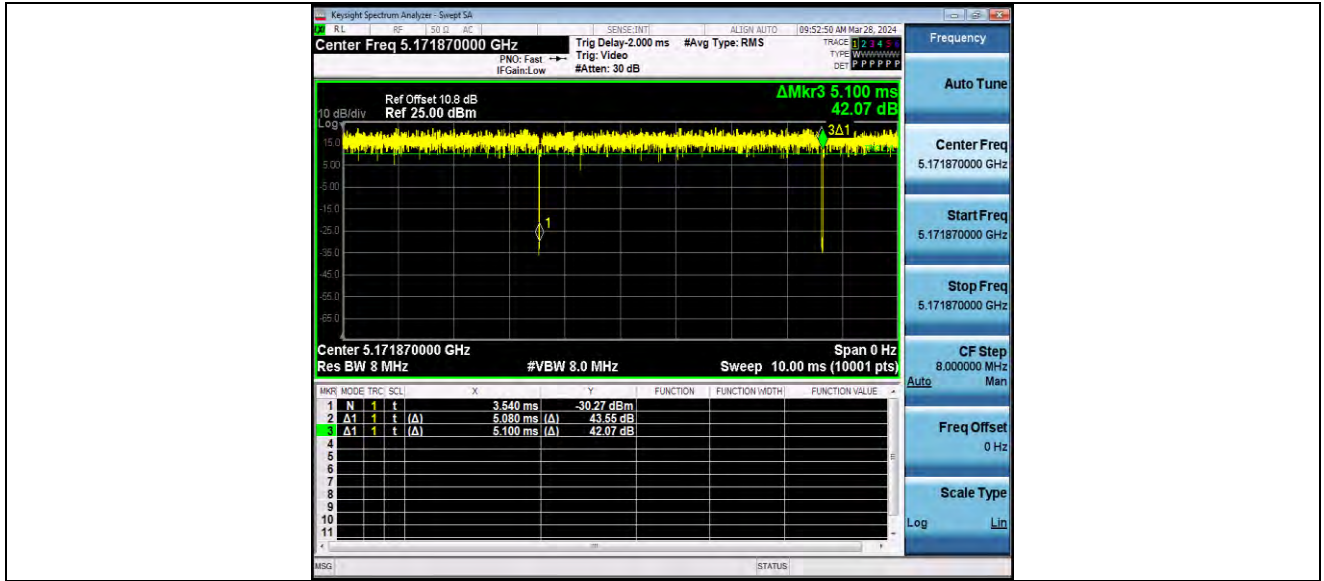 Keysight Spectrum Analyzer - Swept SA
RL RF 50 Ω AC SENSE:INT ALIGN AUTO 09:52:50 AM Mar 28, 2024
Center Freq 5.171870000 GHz Trig Delay-2.000 ms #Avg Type: RMS TRACE 1 2 3 4 5 6
PNO: Fast Trig: Video TYPE WWWWWW
IFGain:Low #Atten: 30 dB DET P P P P P P
Frequency
ΔMkr3 5.100 ms
42.07 dB
Ref Offset 10.8 dB
10 dB/div Ref 25.00 dBm
Log
3Δ1
15.0
5.00
-5.00
-15.0
-25.0
1
-35.0
-45.0
-55.0
-65.0
Center 5.171870000 GHz Span 0 Hz
Res BW 8 MHz #VBW 8.0 MHz Sweep 10.00 ms (10001 pts)
MKR MODE TRC SCL X Y FUNCTION FUNCTION WIDTH FUNCTION VALUE
1 N 1 t 3.540 ms -30.27 dBm
2 Δ1 1 t (Δ) 5.080 ms (Δ) 43.55 dB
3 Δ1 1 t (Δ) 5.100 ms (Δ) 42.07 dB
4
5
6
7
8
9
10
11
MSG STATUS
Auto Tune
Center Freq
5.171870000 GHz
Start Freq
5.171870000 GHz
Stop Freq
5.171870000 GHz
CF Step
8.000000 MHz
Auto Man
Freq Offset
0 Hz
Scale Type
Log Lin